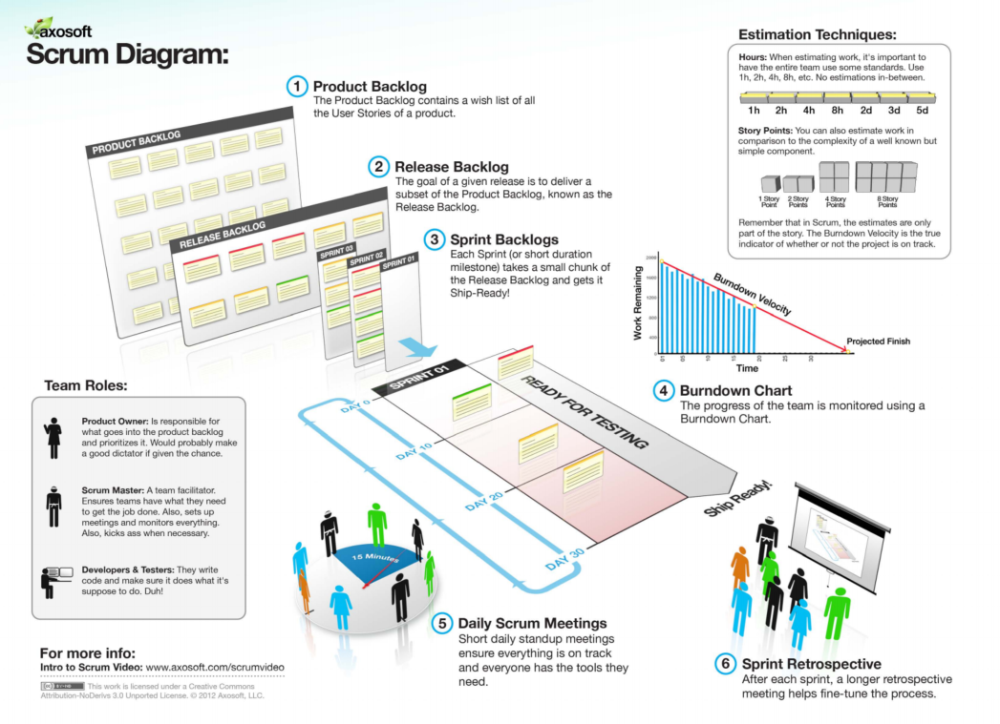 axosoft
Scrum Diagram:
1 Product Backlog
The Product Backlog contains a wish list of all
the User Stories of a product.
PRODUCT BACKLOG
2 Release Backlog
The goal of a given release is to deliver a
subset of the Product Backlog, known as the
Release Backlog.
RELEASE BACKLOG
3 Sprint Backlogs
Each Sprint (or short duration
milestone) takes a small chunk of
the Release Backlog and gets it
Ship-Ready!
SPRINT 03
SPRINT 02
SPRINT 01
Estimation Techniques:
Hours: When estimating work, it's important to
have the entire team use some standards. Use
1h, 2h, 4h, 8h, etc. No estimations in-between.
1h 2h 4h 8h 2d 3d 5d
Story Points: You can also estimate work in
comparison to the complexity of a well known but
simple component.
1 Story Point
2 Story Points
4 Story Points
8 Story Points
Remember that in Scrum, the estimates are only
part of the story. The Burndown Velocity is the true
indicator of whether or not the project is on track.
Work Remaining
2000
1600
1200
800
400
0
Burndown Velocity
Projected Finish
01 05 10 15 20 25 30
Time
4 Burndown Chart
The progress of the team is monitored using a
Burndown Chart.
SPRINT 01
READY FOR TESTING
Ship Ready!
DAY 0
DAY 10
DAY 20
DAY 30
Team Roles:
Product Owner: Is responsible for
what goes into the product backlog
and prioritizes it. Would probably make
a good dictator if given the chance.
Scrum Master: A team facilitator.
Ensures teams have what they need
to get the job done. Also, sets up
meetings and monitors everything.
Also, kicks ass when necessary.
Developers & Testers: They write
code and make sure it does what it's
suppose to do. Duh!
15 Minutes
5 Daily Scrum Meetings
Short daily standup meetings
ensure everything is on track
and everyone has the tools they
need.
6 Sprint Retrospective
After each sprint, a longer retrospective
meeting helps fine-tune the process.
For more info:
Intro to Scrum Video: www.axosoft.com/scrumvideo
This work is licensed under a Creative Commons
Attribution-NoDerivs 3.0 Unported License. © 2012 Axosoft, LLC.